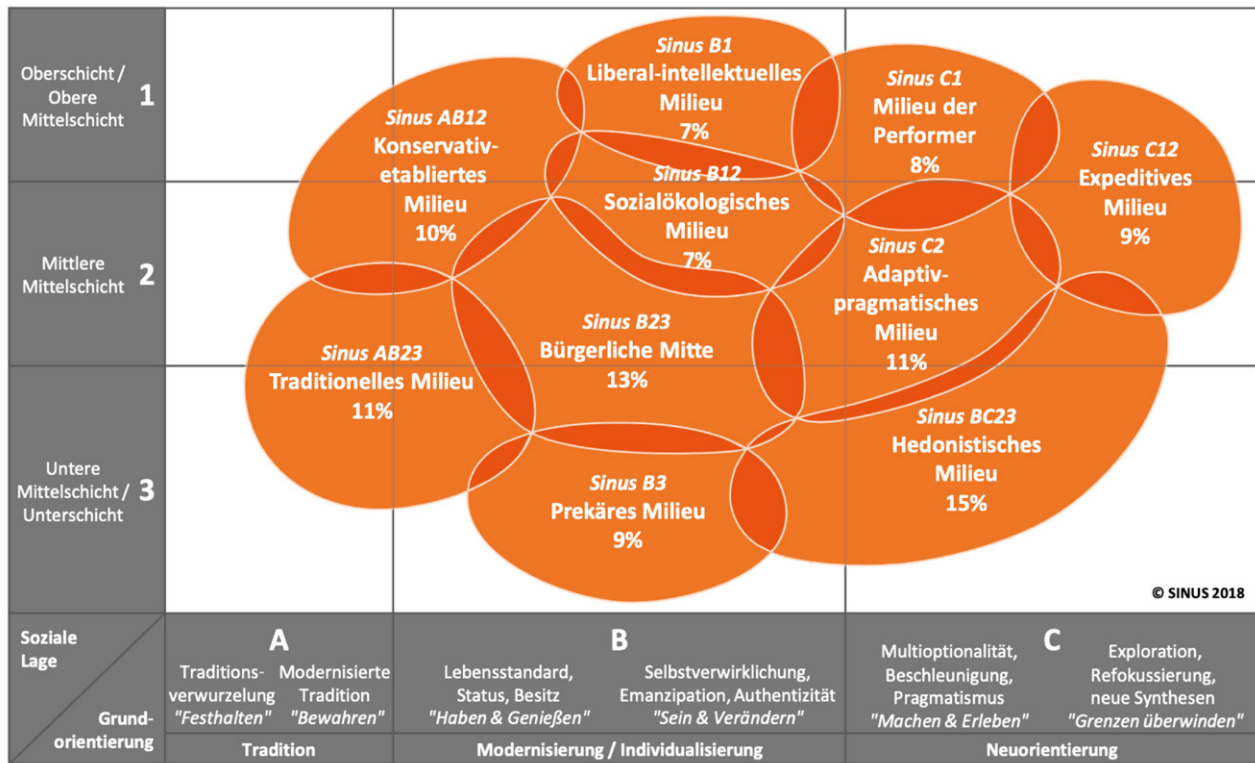 Oberschicht /
Obere
Mittelschicht
1
Mittlere
Mittelschicht
2
Untere
Mittelschicht /
Unterschicht
3
Sinus B1
Liberal-intellektuelles
Milieu
7%
Sinus C1
Milieu der
Performer
8%
Sinus AB12
Konservativ-
etabliertes
Milieu
10%
Sinus C12
Expeditives
Milieu
9%
Sinus B12
Sozialökologisches
Milieu
7%
Sinus C2
Adaptiv-
pragmatisches
Milieu
11%
Sinus B23
Bürgerliche Mitte
13%
Sinus AB23
Traditionelles Milieu
11%
Sinus BC23
Hedonistisches
Milieu
15%
Sinus B3
Prekäres Milieu
9%
© SINUS 2018
Soziale
Lage
Grund-
orientierung
A
Traditions-
verwurzelung
"Festhalten"
Modernisierte
Tradition
"Bewahren"
Tradition
B
Lebensstandard,
Status, Besitz
"Haben & Genießen"
Selbstverwirklichung,
Emanzipation, Authentizität
"Sein & Verändern"
Modernisierung / Individualisierung
C
Multioptionalität,
Beschleunigung,
Pragmatismus
"Machen & Erleben"
Exploration,
Refokussierung,
neue Synthesen
"Grenzen überwinden"
Neuorientierung